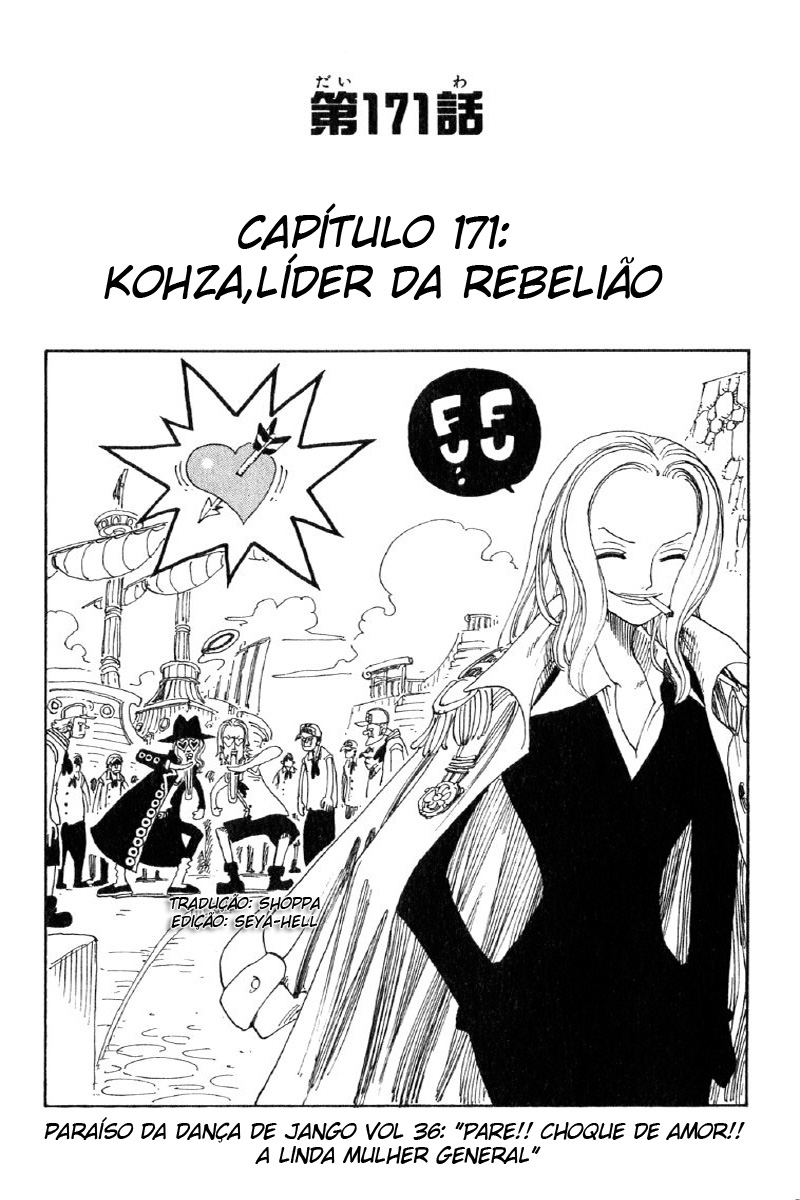 だい わ
第171話
CAPÍTULO 171:
KOHZA,LÍDER DA REBELIÃO
TRADUÇÃO: SHOPPA
EDIÇÃO: SEYA-HELL
PARAÍSO DA DANÇA DE JANGO VOL 36: "PARE!! CHOQUE DE AMOR!!
A LINDA MULHER GENERAL"